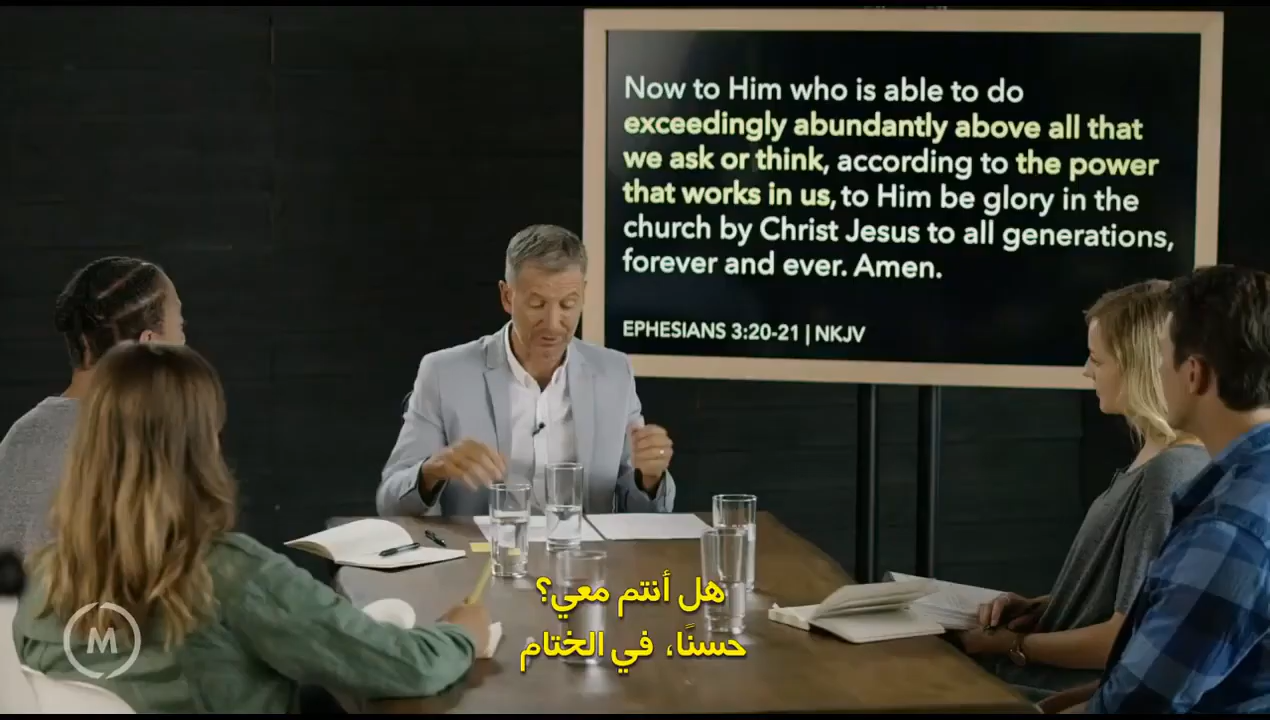 Now to Him who is able to do
exceedingly abundantly above all that
we ask or think, according to the power
that works in us, to Him be glory in the
church by Christ Jesus to all generations,
forever and ever. Amen.
EPHESIANS 3:20-21 | NKJV
هل أنتم معي؟
حسنًا، في الختام
M